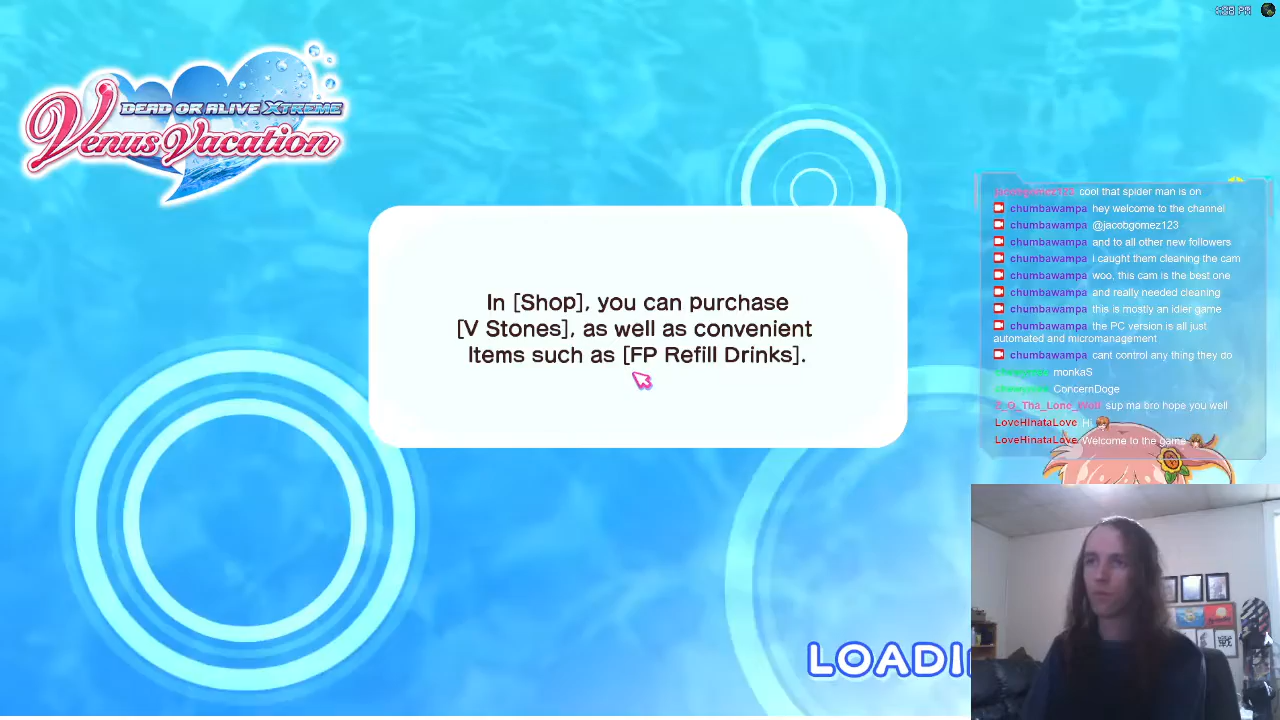 4:38 PM
DEAD OR ALIVE XTREME
Venus Vacation
In [Shop], you can purchase
[V Stones], as well as convenient
Items such as [FP Refill Drinks].
LOADI
cool that spider man is on
chumbawampa hey welcome to the channel
chumbawampa @jacobgomez123
chumbawampa and to all other new followers
chumbawampa i caught them cleaning the cam
chumbawampa woo, this cam is the best one
chumbawampa and really needed cleaning
chumbawampa this is mostly an idler game
chumbawampa the PC version is all just
automated and micromanagement
chumbawampa cant control any thing they do
monkaS
ConcernDoge
sup ma bro hope you well
LoveHinataLove Hi
LoveHinataLove Welcome to the game